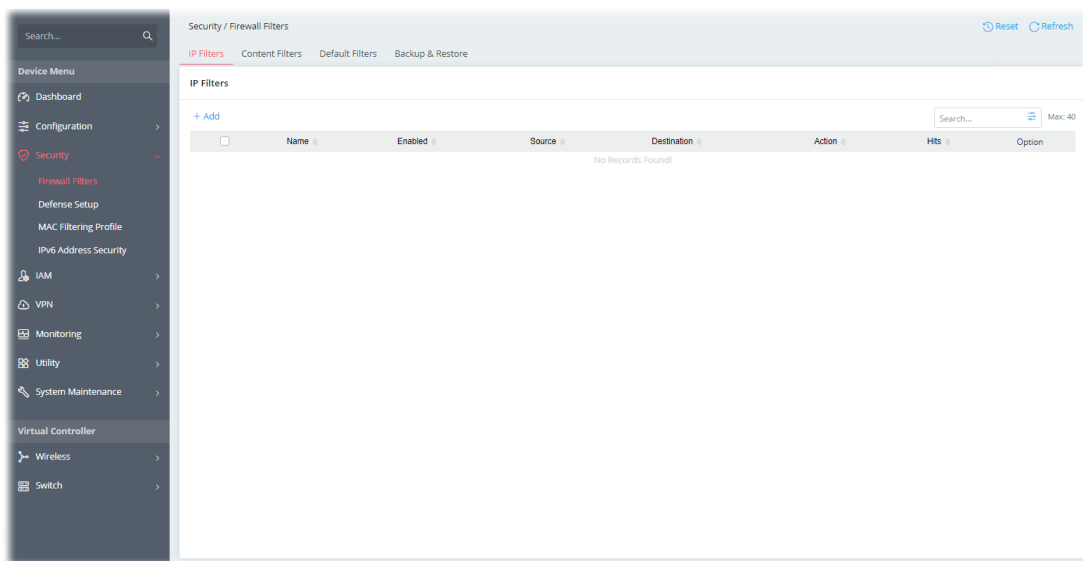 Search...
Device Menu
Dashboard
Configuration
Security
Firewall Filters
Defense Setup
MAC Filtering Profile
IPv6 Address Security
IAM
VPN
Monitoring
Utility
System Maintenance
Virtual Controller
Wireless
Switch
Security / Firewall Filters
Reset Refresh
IP Filters Content Filters Default Filters Backup & Restore
IP Filters
+ Add
Search... Max: 40
Name Enabled Source Destination Action Hits Option
No Records Found!